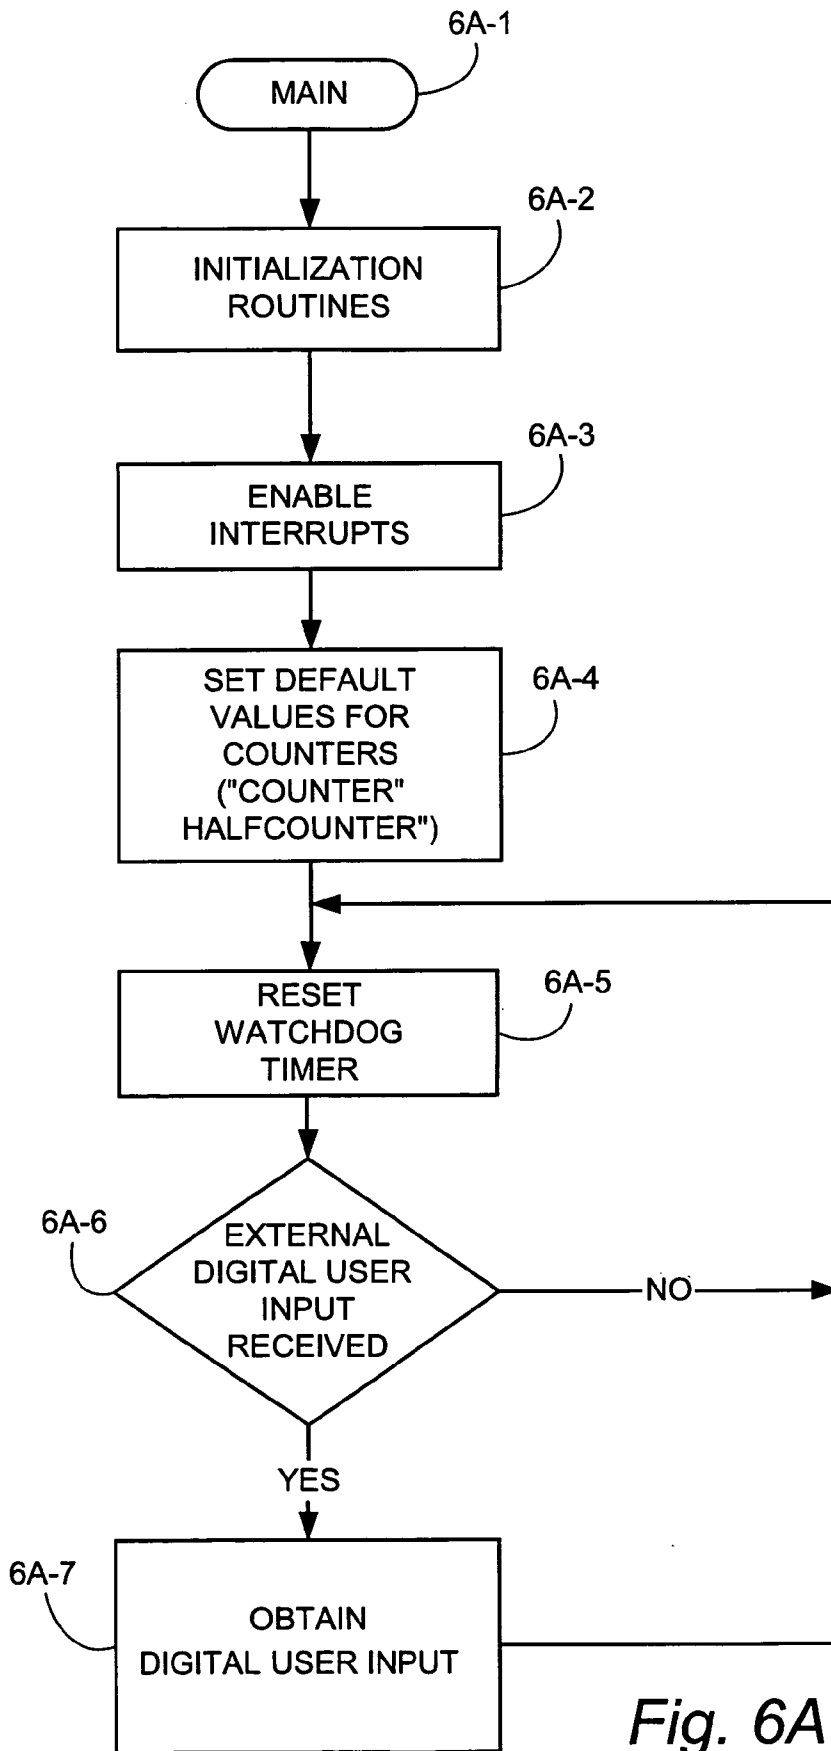 6A-1
MAIN
6A-2
INITIALIZATION
ROUTINES
6A-3
ENABLE
INTERRUPTS
6A-4
SET DEFAULT
VALUES FOR
COUNTERS
("COUNTER"
HALFCOUNTER")
6A-5
RESET
WATCHDOG
TIMER
6A-6
EXTERNAL
DIGITAL USER
INPUT
RECEIVED
NO
YES
6A-7
OBTAIN
DIGITAL USER INPUT
Fig. 6A